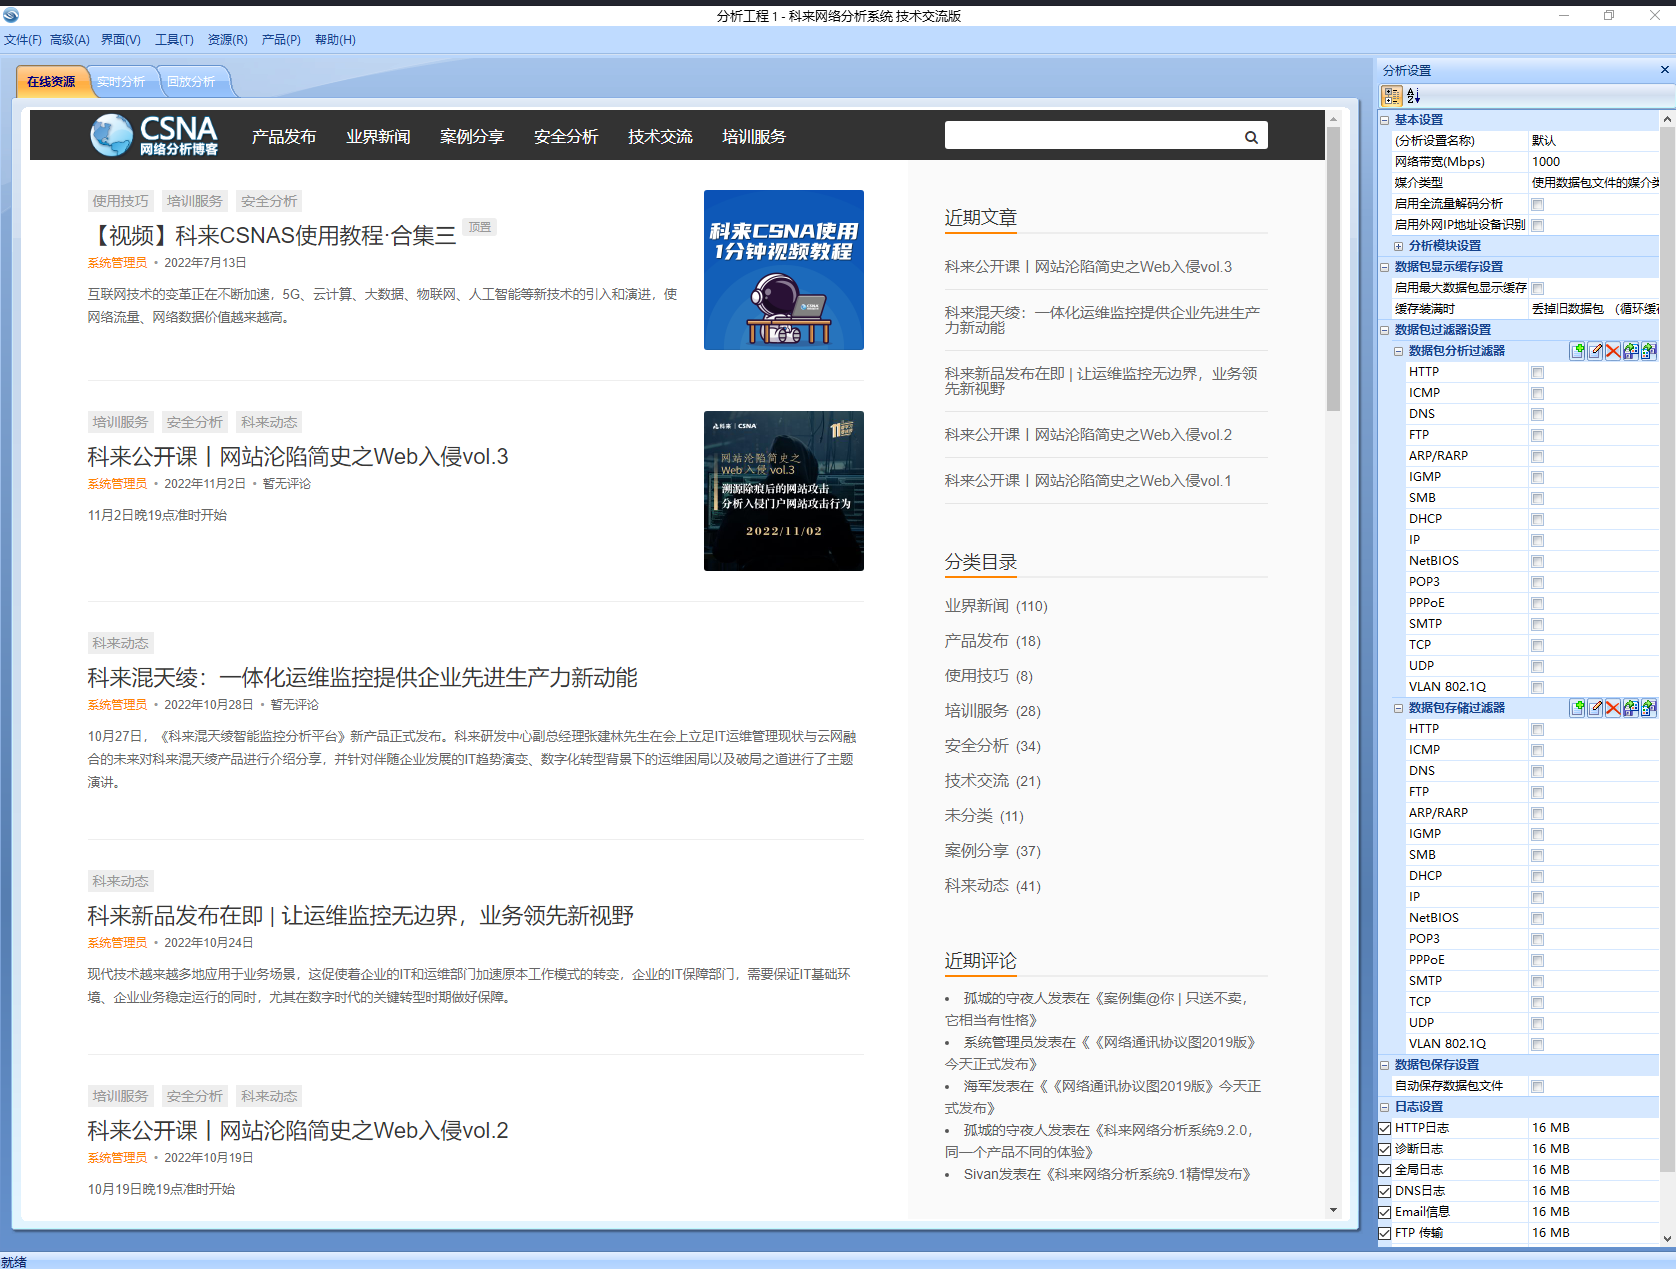 分析工程 1 - 科来网络分析系统 技术交流版
文件(F) 高级(A) 界面(V) 工具(T) 资源(R) 产品(P) 帮助(H)
在线资源 实时分析 回放分析
CSNA
网络分析博客
产品发布 业界新闻 案例分享 安全分析 技术交流 培训服务
使用技巧 培训服务 安全分析
【视频】科来CSNAS使用教程·合集三 顶置
系统管理员 • 2022年7月13日
互联网技术的变革正在不断加速，5G、云计算、大数据、物联网、人工智能等新技术的引入和演进，使
网络流量、网络数据价值越来越高。
科来CSNA使用
1分钟视频教程
CSNA
培训服务 安全分析 科来动态
科来公开课丨网站沦陷简史之Web入侵vol.3
系统管理员 • 2022年11月2日 • 暂无评论
11月2日晚19点准时开始
科来 | CSNA
网站沦陷简史之
Web 入侵 vol.3
溯源除痕后的网站攻击
分析入侵门户网站攻击行为
2022/11/02
科来动态
科来混天绫：一体化运维监控提供企业先进生产力新动能
系统管理员 • 2022年10月28日 • 暂无评论
10月27日，《科来混天绫智能监控分析平台》新产品正式发布。科来研发中心副总经理张建林先生在会上立足IT运维管理现状与云网融
合的未来对科来混天绫产品进行介绍分享，并针对伴随企业发展的IT趋势演变、数字化转型背景下的运维困局以及破局之道进行了主题
演讲。
科来动态
科来新品发布在即 | 让运维监控无边界，业务领先新视野
系统管理员 • 2022年10月24日
现代技术越来越多地应用于业务场景，这促使着企业的IT和运维部门加速原本工作模式的转变，企业的IT保障部门，需要保证IT基础环
境、企业业务稳定运行的同时，尤其在数字时代的关键转型时期做好保障。
培训服务 安全分析 科来动态
科来公开课丨网站沦陷简史之Web入侵vol.2
系统管理员 • 2022年10月19日
10月19日晚19点准时开始
近期文章
科来公开课丨网站沦陷简史之Web入侵vol.3
科来混天绫：一体化运维监控提供企业先进生产
力新动能
科来新品发布在即 | 让运维监控无边界，业务领
先新视野
科来公开课丨网站沦陷简史之Web入侵vol.2
科来公开课丨网站沦陷简史之Web入侵vol.1
分类目录
业界新闻 (110)
产品发布 (18)
使用技巧 (8)
培训服务 (28)
安全分析 (34)
技术交流 (21)
未分类 (11)
案例分享 (37)
科来动态 (41)
近期评论
• 孤城的守夜人发表在《案例集@你 | 只送不卖，
它相当有性格》
• 系统管理员发表在《《网络通讯协议图2019版》
今天正式发布》
• 海军发表在《《网络通讯协议图2019版》今天正
式发布》
• 孤城的守夜人发表在《科来网络分析系统9.2.0，
同一个产品不同的体验》
• Sivan发表在《科来网络分析系统9.1精悍发布》
分析设置
基本设置
(分析设置名称) 默认
网络带宽(Mbps) 1000
媒介类型 使用数据包文件的媒介类
启用全流量解码分析
启用外网IP地址设备识别
分析模块设置
数据包显示缓存设置
启用最大数据包显示缓存
缓存装满时 丢掉旧数据包 （循环缓存
数据包过滤器设置
数据包分析过滤器
HTTP
ICMP
DNS
FTP
ARP/RARP
IGMP
SMB
DHCP
IP
NetBIOS
POP3
PPPoE
SMTP
TCP
UDP
VLAN 802.1Q
数据包存储过滤器
HTTP
ICMP
DNS
FTP
ARP/RARP
IGMP
SMB
DHCP
IP
NetBIOS
POP3
PPPoE
SMTP
TCP
UDP
VLAN 802.1Q
数据包保存设置
自动保存数据包文件
日志设置
HTTP日志 16 MB
诊断日志 16 MB
全局日志 16 MB
DNS日志 16 MB
Email信息 16 MB
FTP 传输 16 MB
就绪